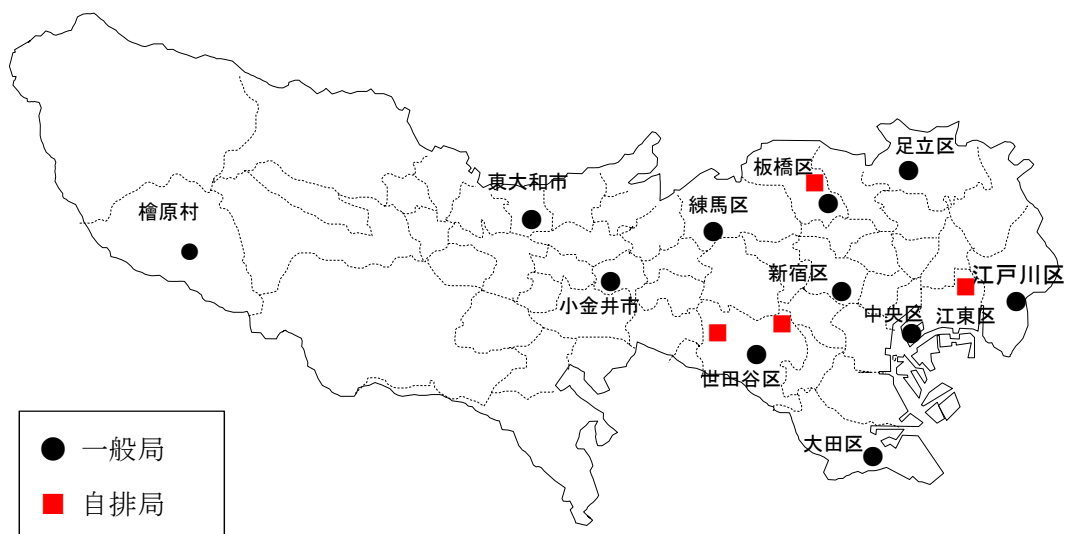 足立区
板橋区
東大和市
練馬区
檜原村
新宿区
江戸川区
小金井市
中央区
江東区
世田谷区
大田区
一般局
自排局